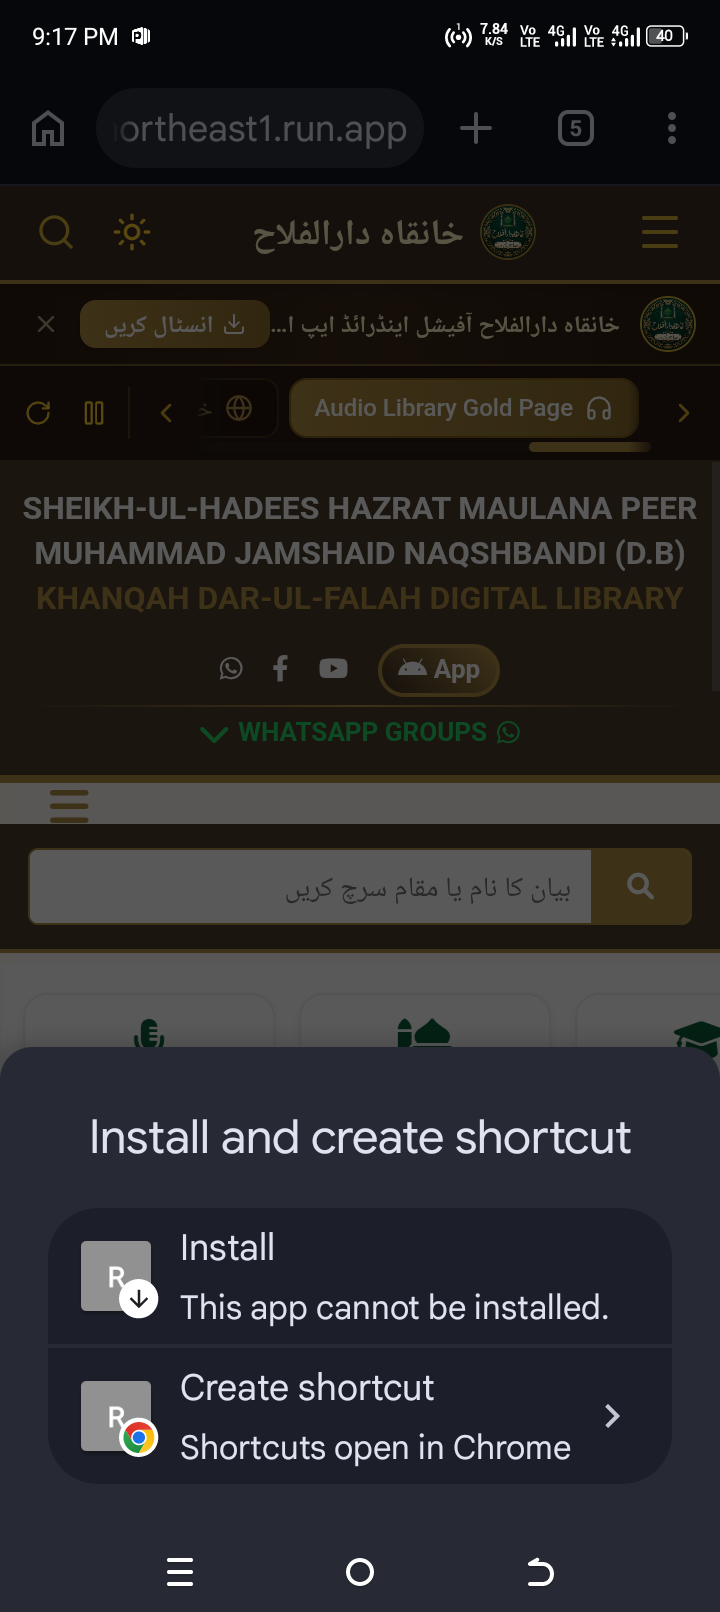 9:17 PM
7.84 K/S
Vo LTE 4G Vo LTE 4G 40
ortheast1.run.app
5
خانقاہ دارالفلاح
خانقاہ دارالفلاح آفیشل اینڈرائڈ ایپ ا...
انسٹال کریں
Audio Library Gold Page
SHEIKH-UL-HADEES HAZRAT MAULANA PEER
MUHAMMAD JAMSHAID NAQSHBANDI (D.B)
KHANQAH DAR-UL-FALAH DIGITAL LIBRARY
App
WHATSAPP GROUPS
بیان کا نام یا مقام سرچ کریں
Install and create shortcut
R
Install
This app cannot be installed.
R
Create shortcut
Shortcuts open in Chrome